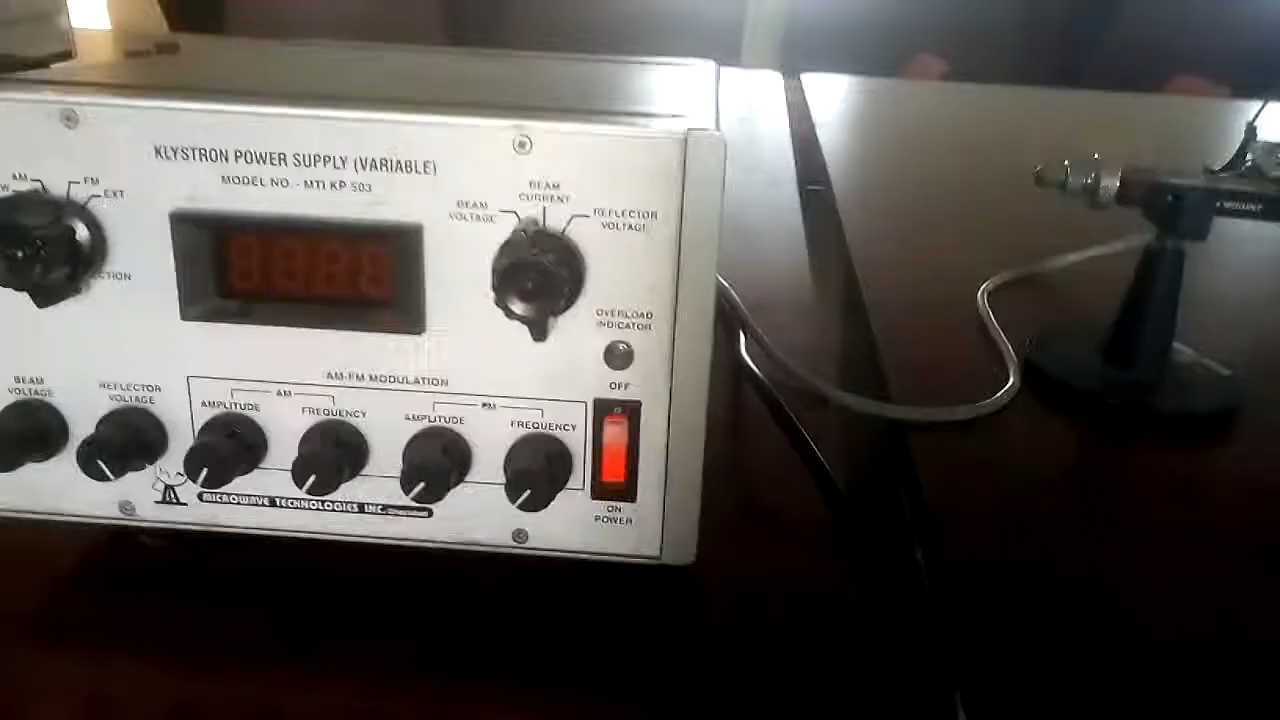 KLYSTRON POWER SUPPLY (VARIABLE)
MODEL NO. - MTI KP 503
AM
FM
EXT
BEAM VOLTAGE
BEAM CURRENT
REFLECTOR VOLTAGE
OVERLOAD INDICATOR
OFF
BEAM VOLTAGE
REFLECTOR VOLTAGE
AM-FM MODULATION
AM
AMPLITUDE
FREQUENCY
FM
AMPLITUDE
FREQUENCY
ON
POWER
MICROWAVE TECHNOLOGIES INC.